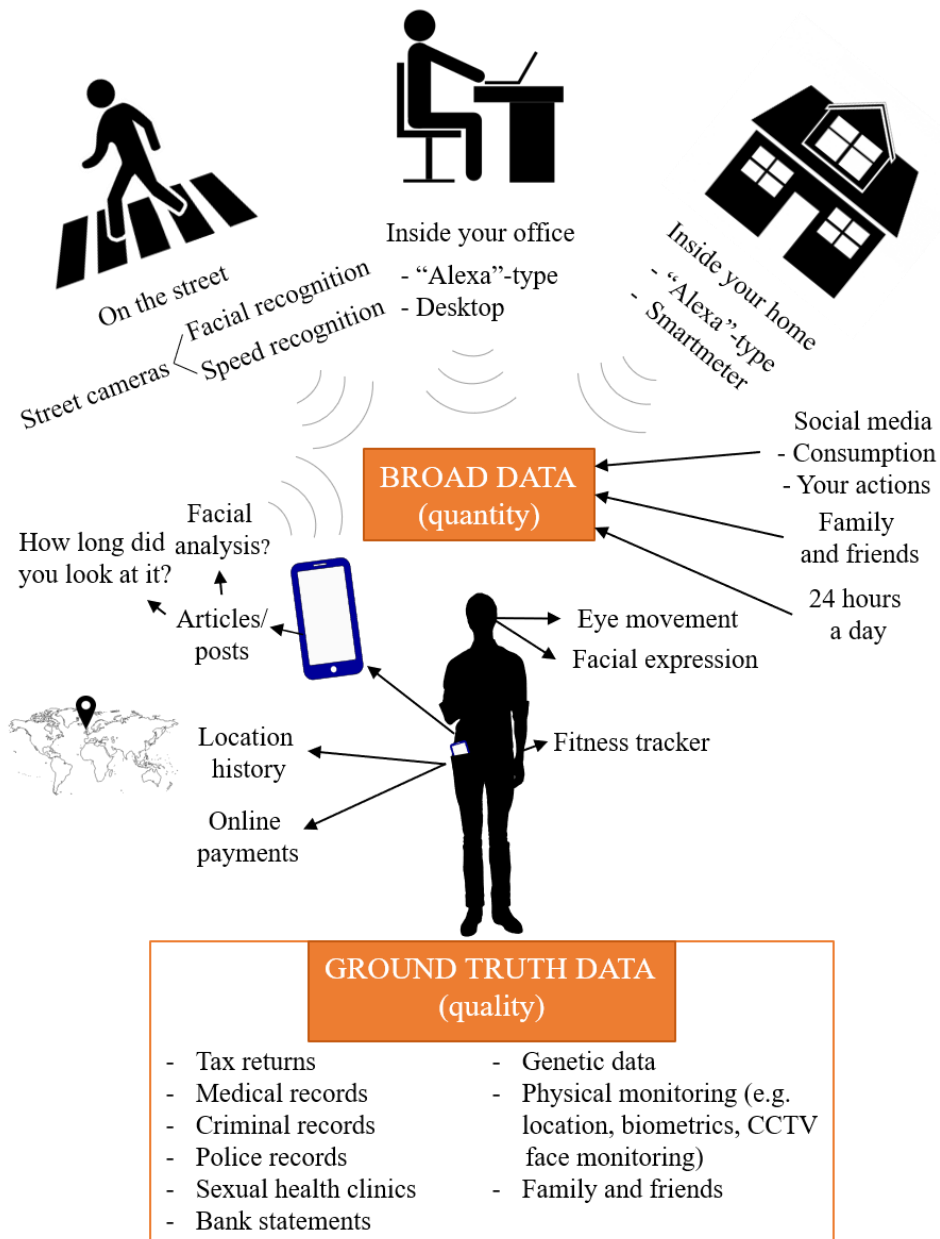 On the street
Street cameras
Facial recognition
Speed recognition
Inside your office
- “Alexa”-type
- Desktop
Inside your home
- “Alexa”-type
- Smartmeter
BROAD DATA
(quantity)
Social media
- Consumption
- Your actions
Family
and friends
24 hours
a day
Facial
analysis?
How long did
you look at it?
Articles/
posts
Eye movement
Facial expression
Fitness tracker
Location
history
Online
payments
GROUND TRUTH DATA
(quality)
- Tax returns
- Medical records
- Criminal records
- Police records
- Sexual health clinics
- Bank statements
- Genetic data
- Physical monitoring (e.g.
location, biometrics, CCTV
face monitoring)
- Family and friends